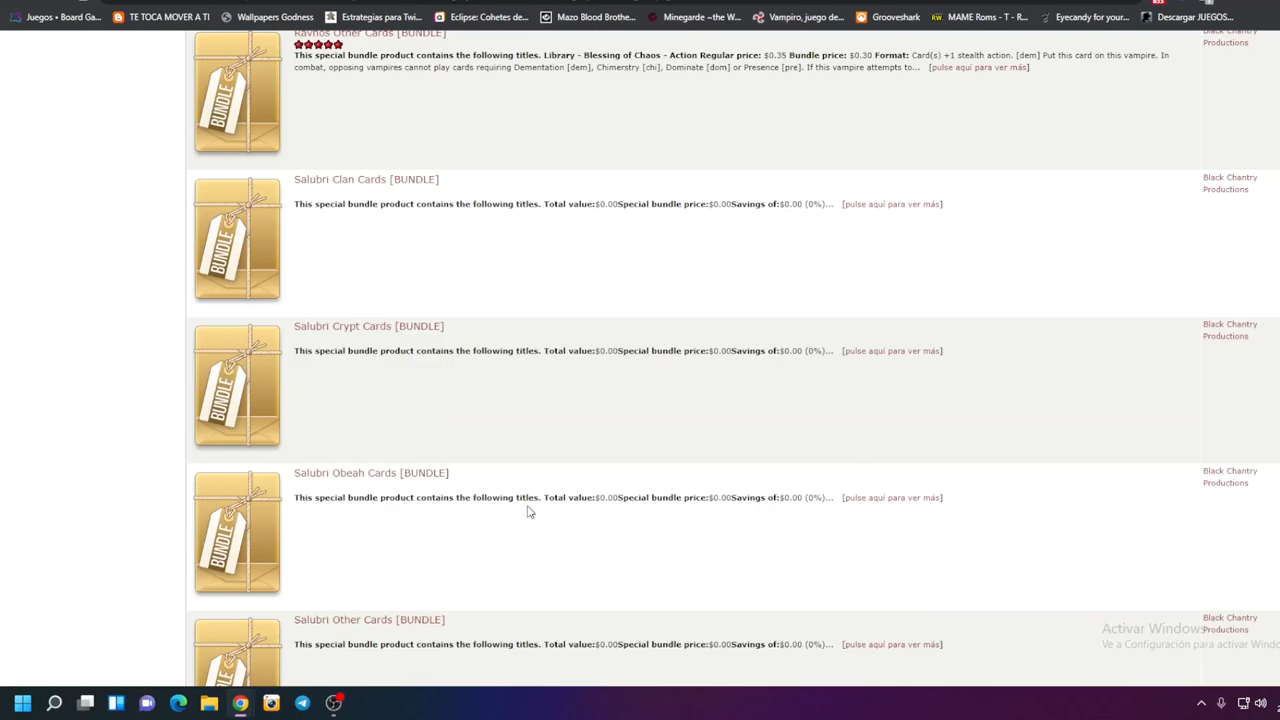 Juegos » Board Ga...
TE TOCA MOVER A TI
Wallpapers Godness
Estrategias para Twi...
Eclipse: Cohetes de...
Mazo Blood Brothe...
Minegarde ~the W...
Vampiro, juego de...
Grooveshark
MAME Roms - T - R...
Eyecandy for your...
Descargar JUEGOS...
Ravnos Other Cards [BUNDLE]
Black Chantry
Productions
This special bundle product contains the following titles. Library - Blessing of Chaos - Action Regular price: $0.35 Bundle price: $0.30 Format: Card(s) +1 stealth action. [dem] Put this card on this vampire. In
combat, opposing vampires cannot play cards requiring Dementation [dem], Chimerstry [chi], Dominate [dom] or Presence [pre]. If this vampire attempts to... [pulse aquí para ver más]
BUNDLE
Salubri Clan Cards [BUNDLE]
Black Chantry
Productions
This special bundle product contains the following titles. Total value:$0.00Special bundle price:$0.00Savings of:$0.00 (0%)... [pulse aquí para ver más]
BUNDLE
Salubri Crypt Cards [BUNDLE]
Black Chantry
Productions
This special bundle product contains the following titles. Total value:$0.00Special bundle price:$0.00Savings of:$0.00 (0%)... [pulse aquí para ver más]
BUNDLE
Salubri Obeah Cards [BUNDLE]
Black Chantry
Productions
This special bundle product contains the following titles. Total value:$0.00Special bundle price:$0.00Savings of:$0.00 (0%)... [pulse aquí para ver más]
BUNDLE
Salubri Other Cards [BUNDLE]
Black Chantry
Productions
This special bundle product contains the following titles. Total value:$0.00Special bundle price:$0.00Savings of:$0.00 (0%)... [pulse aquí para ver más]
Activar Windows
Ve a Configuración para activar Windo